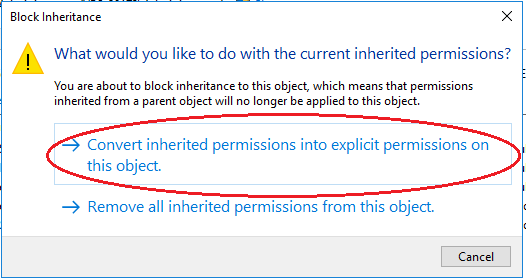 Block Inheritance
What would you like to do with the current inherited permissions?
You are about to block inheritance to this object, which means that permissions
inherited from a parent object will no longer be applied to this object.
Convert inherited permissions into explicit permissions on
this object.
Remove all inherited permissions from this object.
Cancel